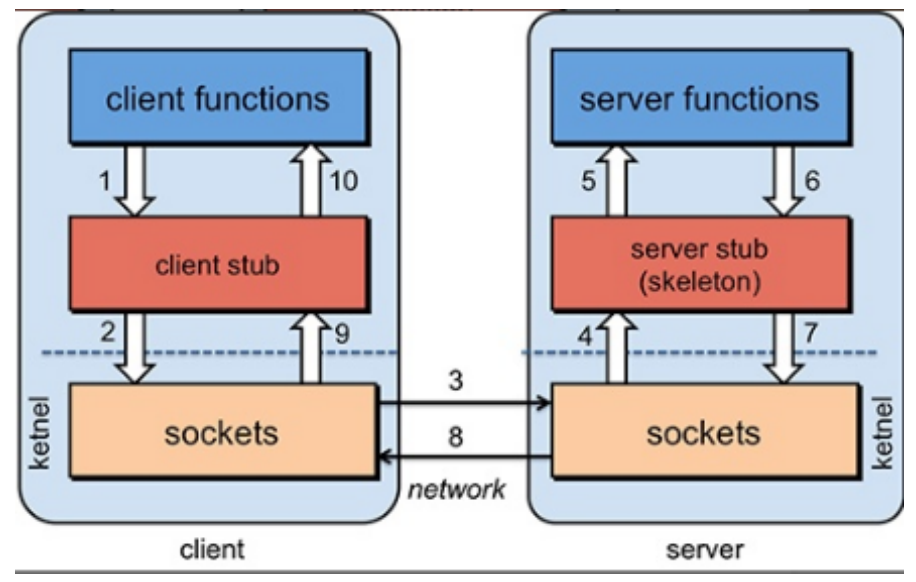 client functions
server functions
1
10
5
6
client stub
server stub
(skeleton)
2
9
4
7
3
ketnel
sockets
8
sockets
ketnel
network
client
server